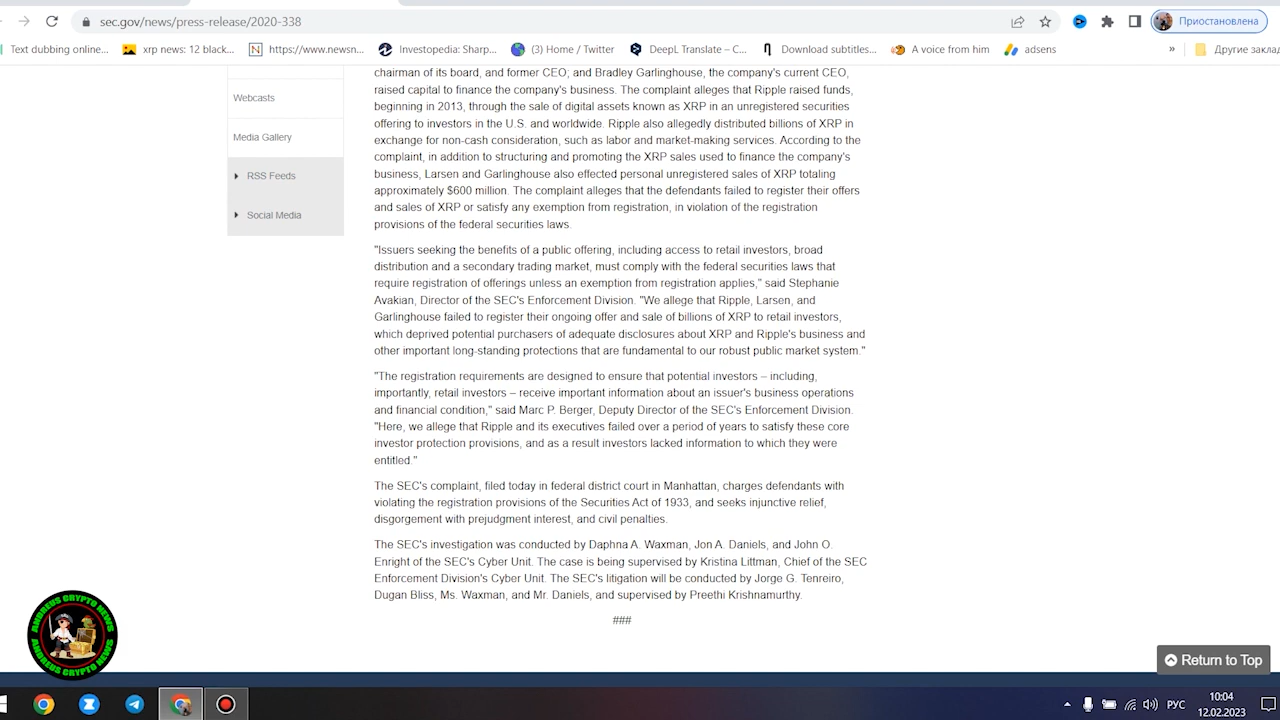 sec.gov/news/press-release/2020-338
Приостановлена
Text dubbing online...
xrp news: 12 black...
https://www.newsn...
Investopedia: Sharp...
(3) Home / Twitter
DeepL Translate – C...
Download subtitles...
A voice from him
adsens
»
Другие заклад
Webcasts
Media Gallery
RSS Feeds
Social Media
chairman of its board, and former CEO; and Bradley Garlinghouse, the company's current CEO,
raised capital to finance the company's business. The complaint alleges that Ripple raised funds,
beginning in 2013, through the sale of digital assets known as XRP in an unregistered securities
offering to investors in the U.S. and worldwide. Ripple also allegedly distributed billions of XRP in
exchange for non-cash consideration, such as labor and market-making services. According to the
complaint, in addition to structuring and promoting the XRP sales used to finance the company's
business, Larsen and Garlinghouse also effected personal unregistered sales of XRP totaling
approximately $600 million. The complaint alleges that the defendants failed to register their offers
and sales of XRP or satisfy any exemption from registration, in violation of the registration
provisions of the federal securities laws.
"Issuers seeking the benefits of a public offering, including access to retail investors, broad
distribution and a secondary trading market, must comply with the federal securities laws that
require registration of offerings unless an exemption from registration applies," said Stephanie
Avakian, Director of the SEC's Enforcement Division. "We allege that Ripple, Larsen, and
Garlinghouse failed to register their ongoing offer and sale of billions of XRP to retail investors,
which deprived potential purchasers of adequate disclosures about XRP and Ripple's business and
other important long-standing protections that are fundamental to our robust public market system."
"The registration requirements are designed to ensure that potential investors – including,
importantly, retail investors – receive important information about an issuer's business operations
and financial condition," said Marc P. Berger, Deputy Director of the SEC's Enforcement Division.
"Here, we allege that Ripple and its executives failed over a period of years to satisfy these core
investor protection provisions, and as a result investors lacked information to which they were
entitled."
The SEC's complaint, filed today in federal district court in Manhattan, charges defendants with
violating the registration provisions of the Securities Act of 1933, and seeks injunctive relief,
disgorgement with prejudgment interest, and civil penalties.
The SEC's investigation was conducted by Daphna A. Waxman, Jon A. Daniels, and John O.
Enright of the SEC's Cyber Unit. The case is being supervised by Kristina Littman, Chief of the SEC
Enforcement Division's Cyber Unit. The SEC's litigation will be conducted by Jorge G. Tenreiro,
Dugan Bliss, Ms. Waxman, and Mr. Daniels, and supervised by Preethi Krishnamurthy.
###
ANDREUS CRYPTO NEWS
ANDREUS CRYPTO NEWS
Return to Top
РУС
10:04
12.02.2023